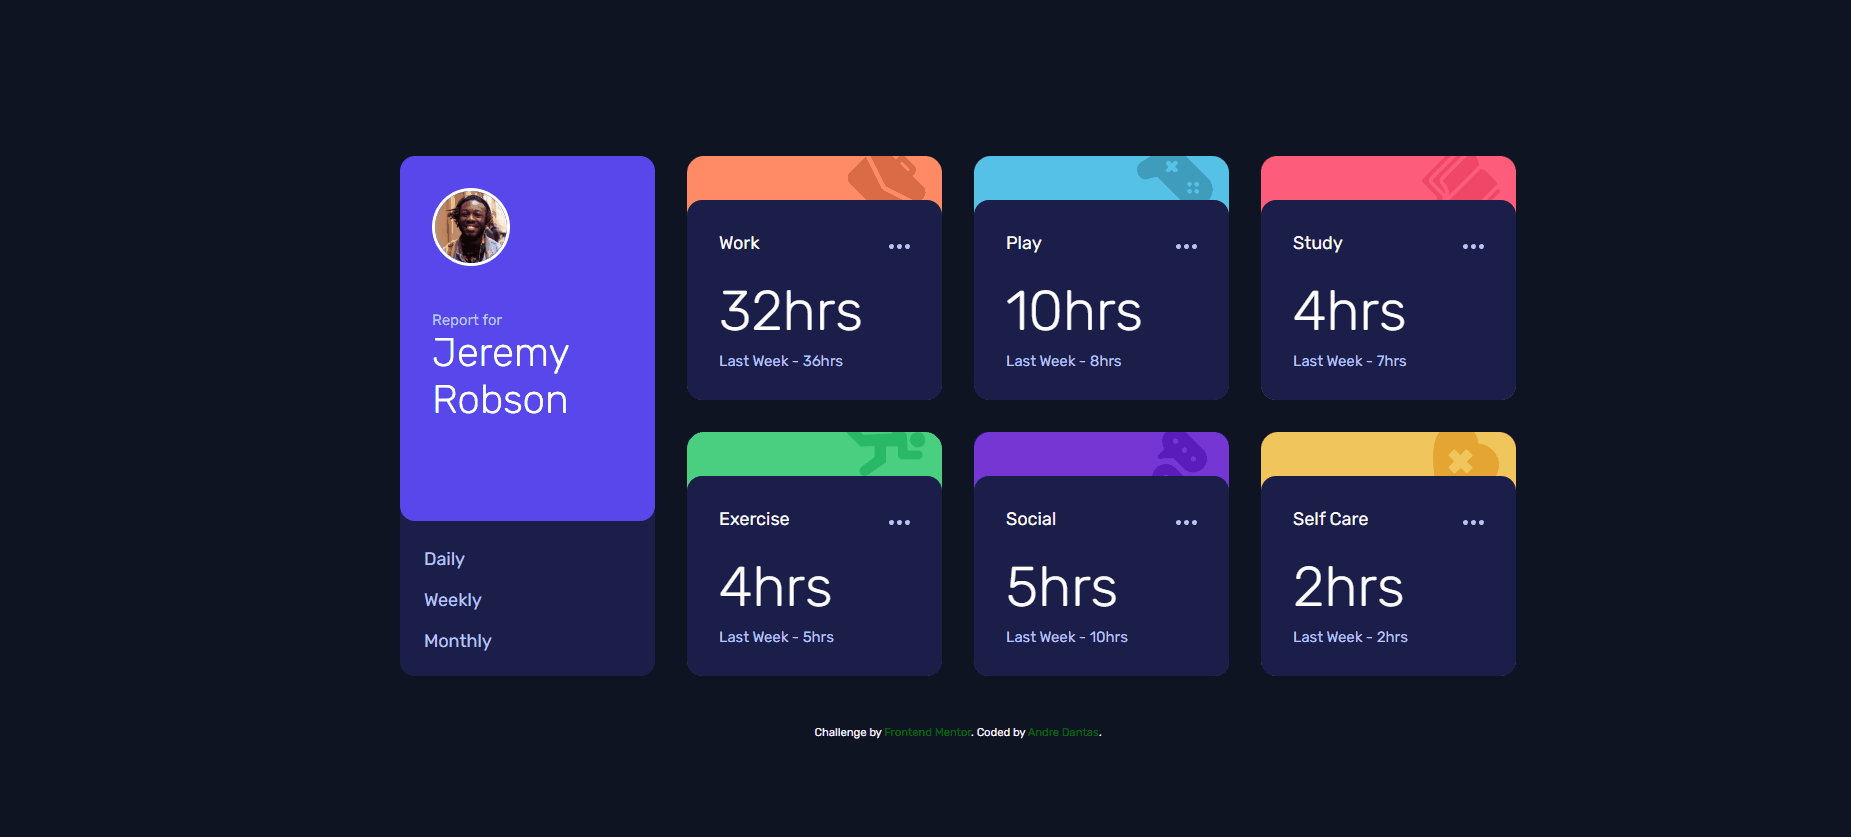 Report for
Jeremy
Robson
Daily
Weekly
Monthly
Work
32hrs
Last Week - 36hrs
Play
10hrs
Last Week - 8hrs
Study
4hrs
Last Week - 7hrs
Exercise
4hrs
Last Week - 5hrs
Social
5hrs
Last Week - 10hrs
Self Care
2hrs
Last Week - 2hrs
Challenge by Frontend Mentor. Coded by Andre Dantas.